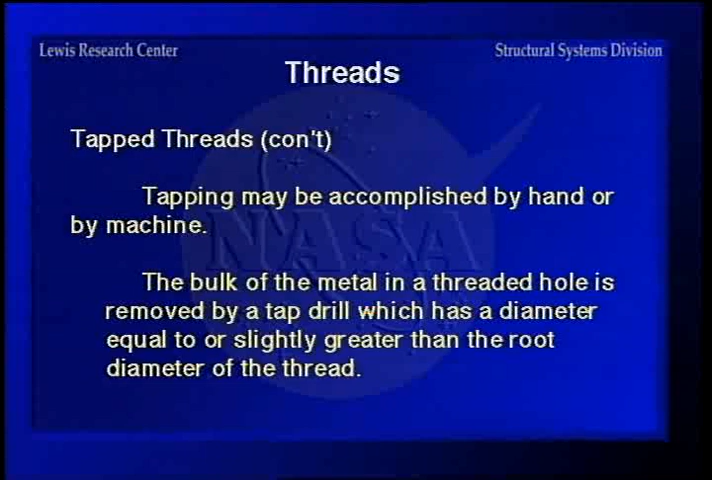 Lewis Research Center
Structural Systems Division
Threads
Tapped Threads (con't)
Tapping may be accomplished by hand or
by machine.
The bulk of the metal in a threaded hole is
removed by a tap drill which has a diameter
equal to or slightly greater than the root
diameter of the thread.
NASA